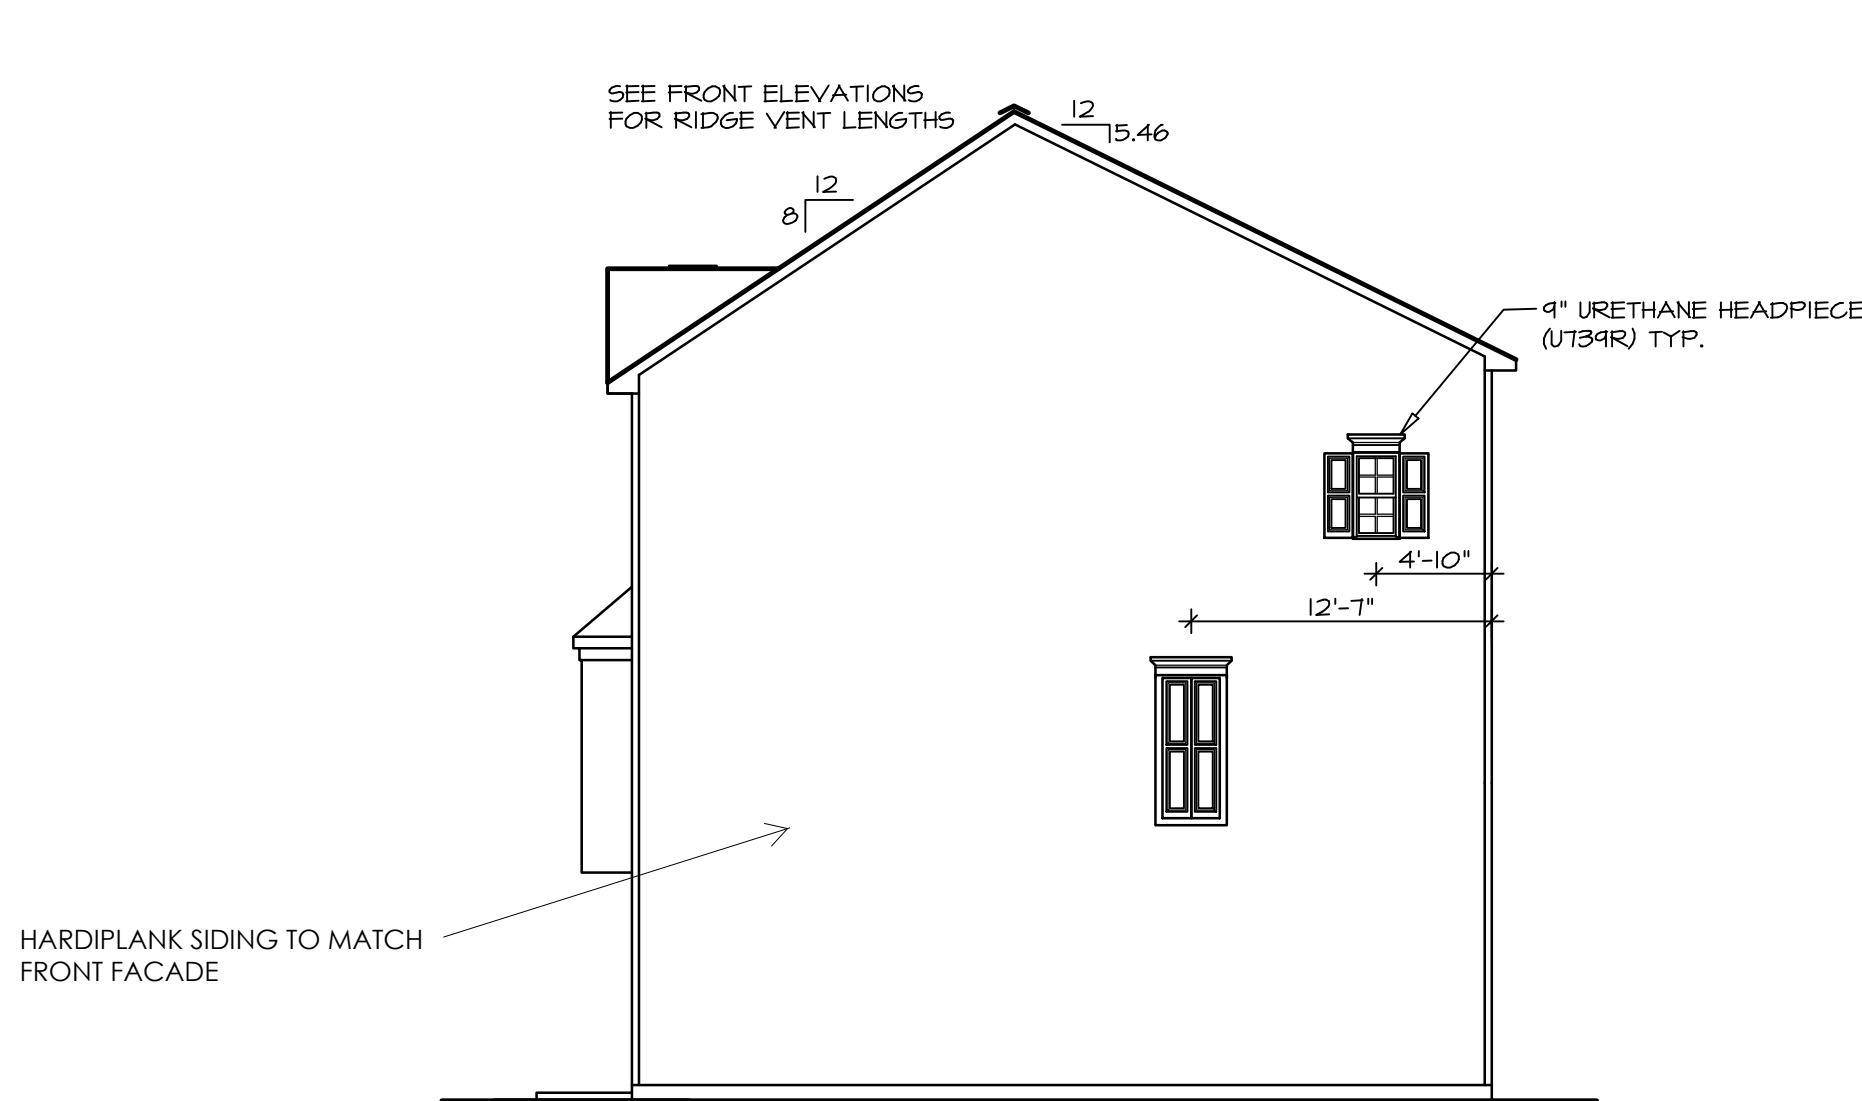 SEE FRONT ELEVATIONS
FOR RIDGE VENT LENGTHS
12
5.46
12
8
9" URETHANE HEADPIECE
(U739R) TYP.
4'-10"
12'-7"
HARDIPLANK SIDING TO MATCH
FRONT FACADE